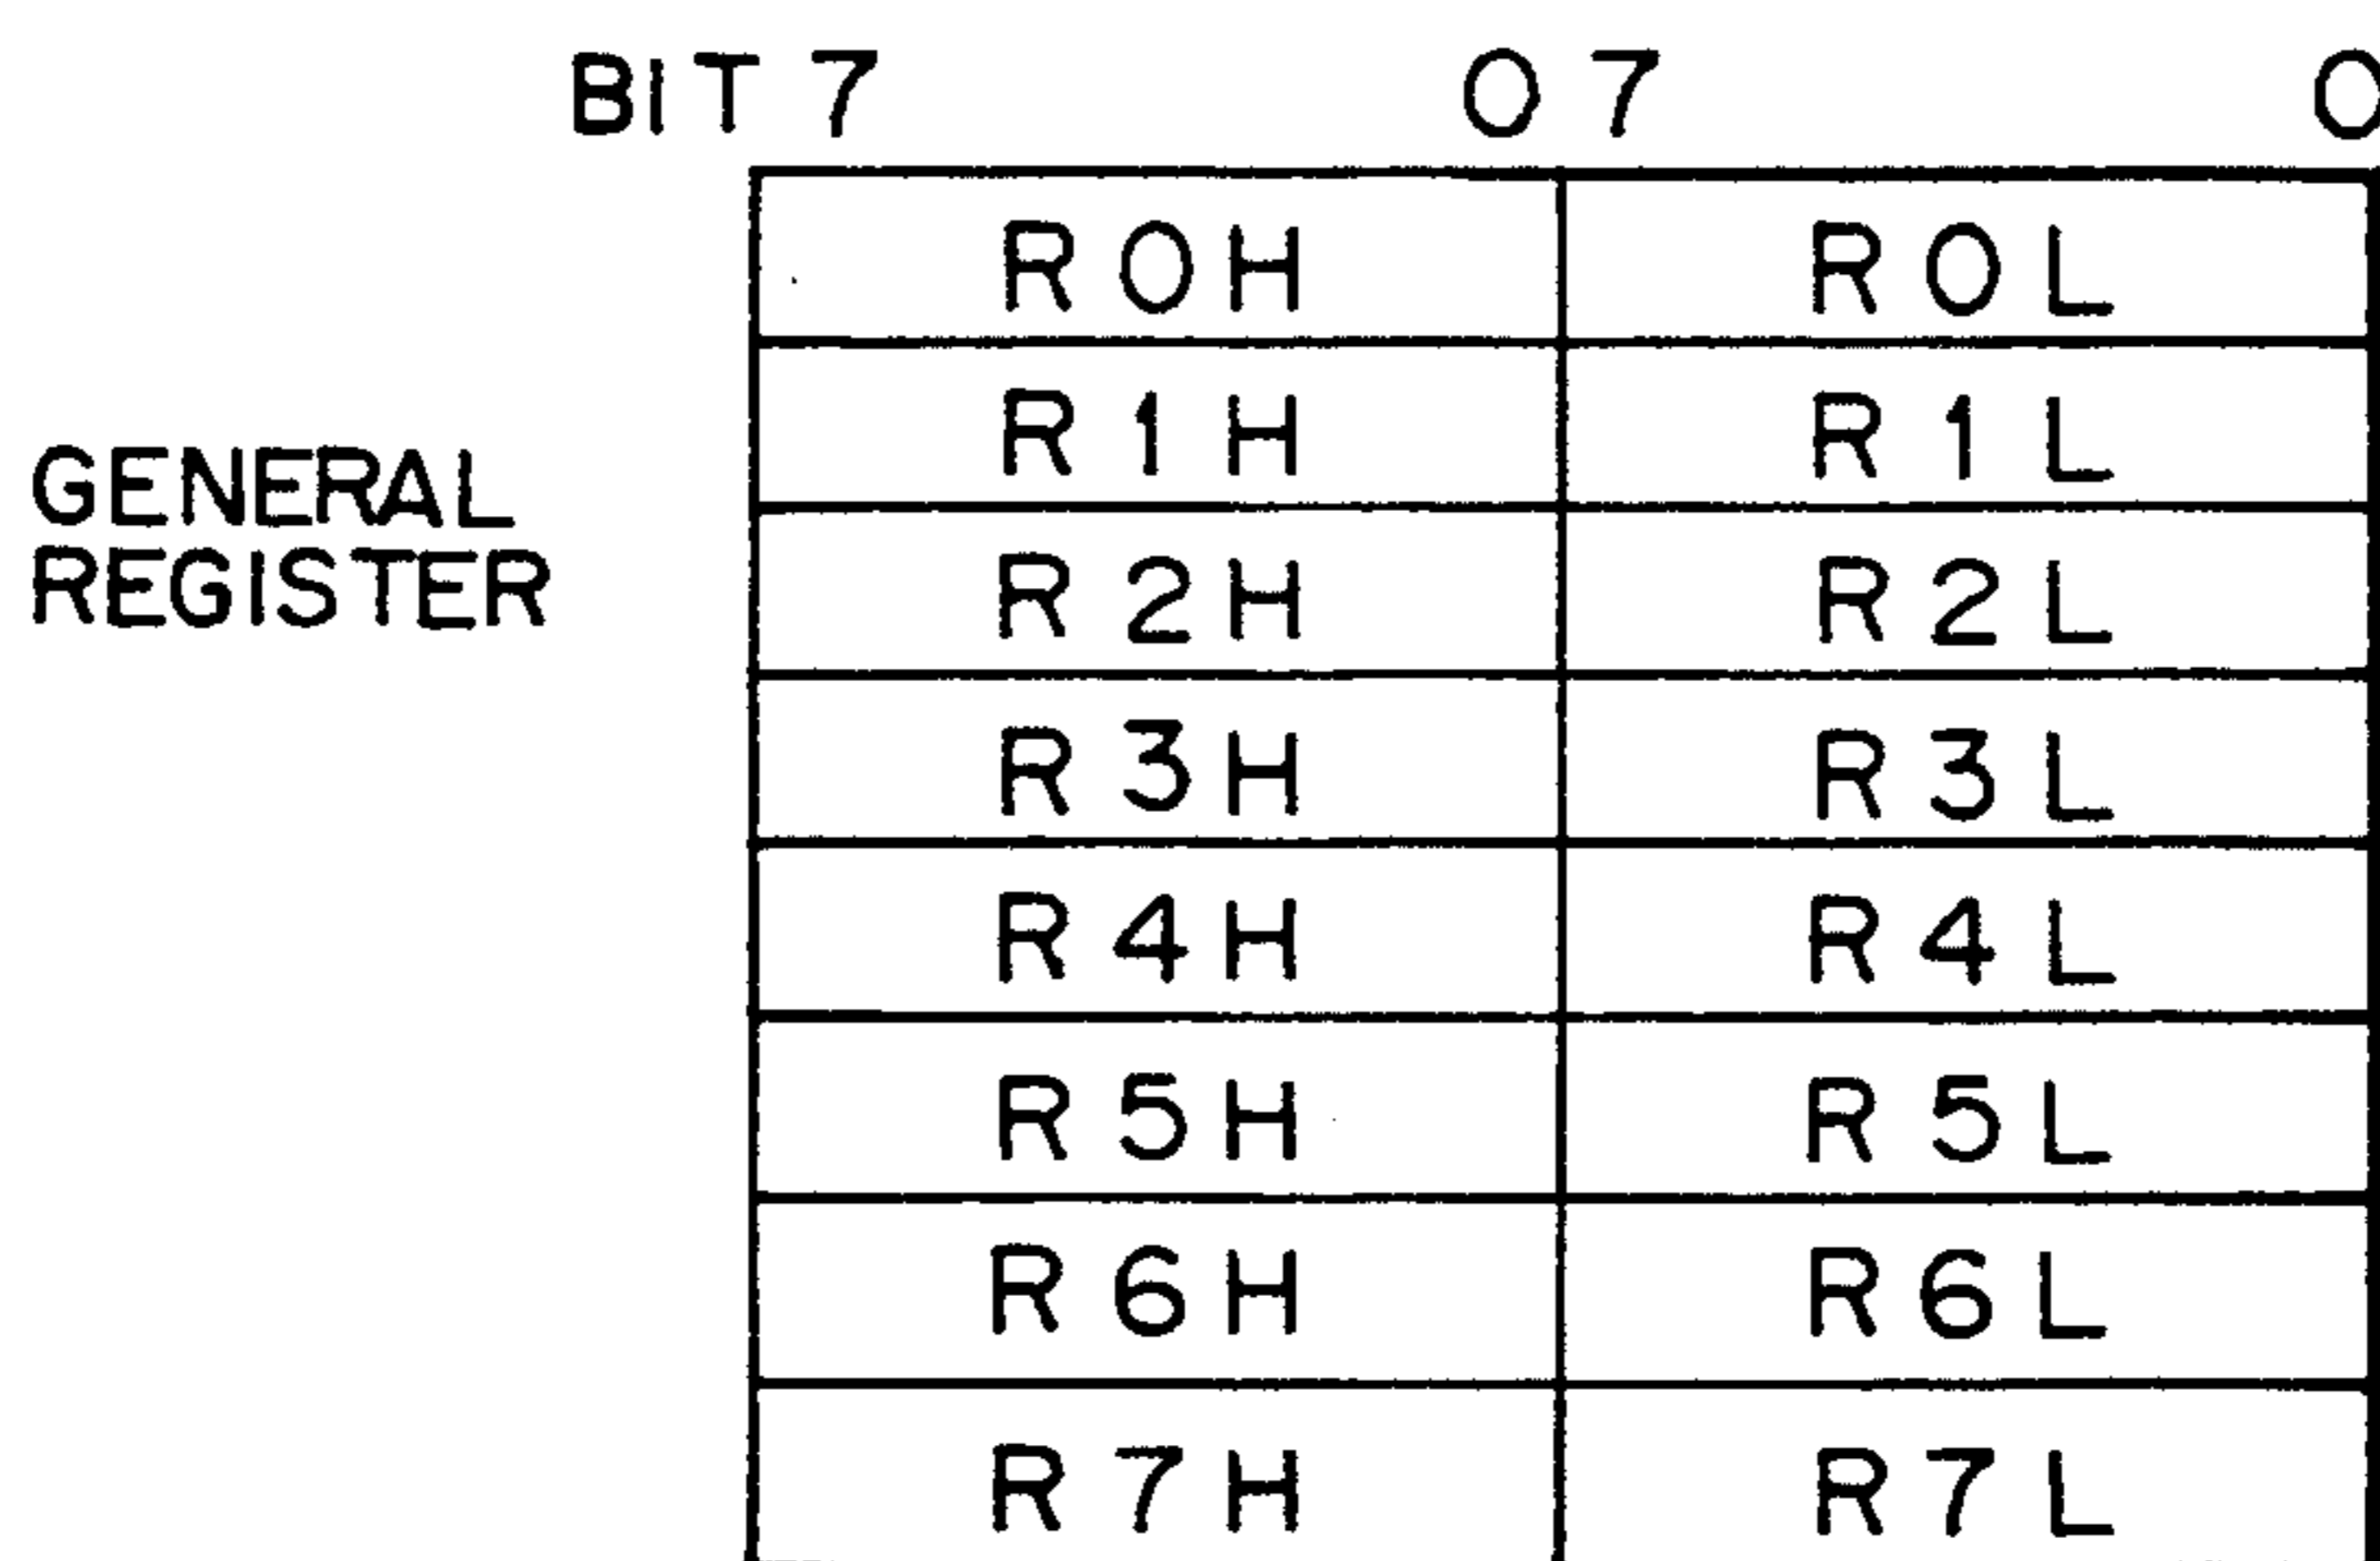 BIT 7 0 7 0
R0H R0L
R1H R1L
GENERAL
REGISTER
R2H R2L
R3H R3L
R4H R4L
R5H R5L
R6H R6L
R7H R7L